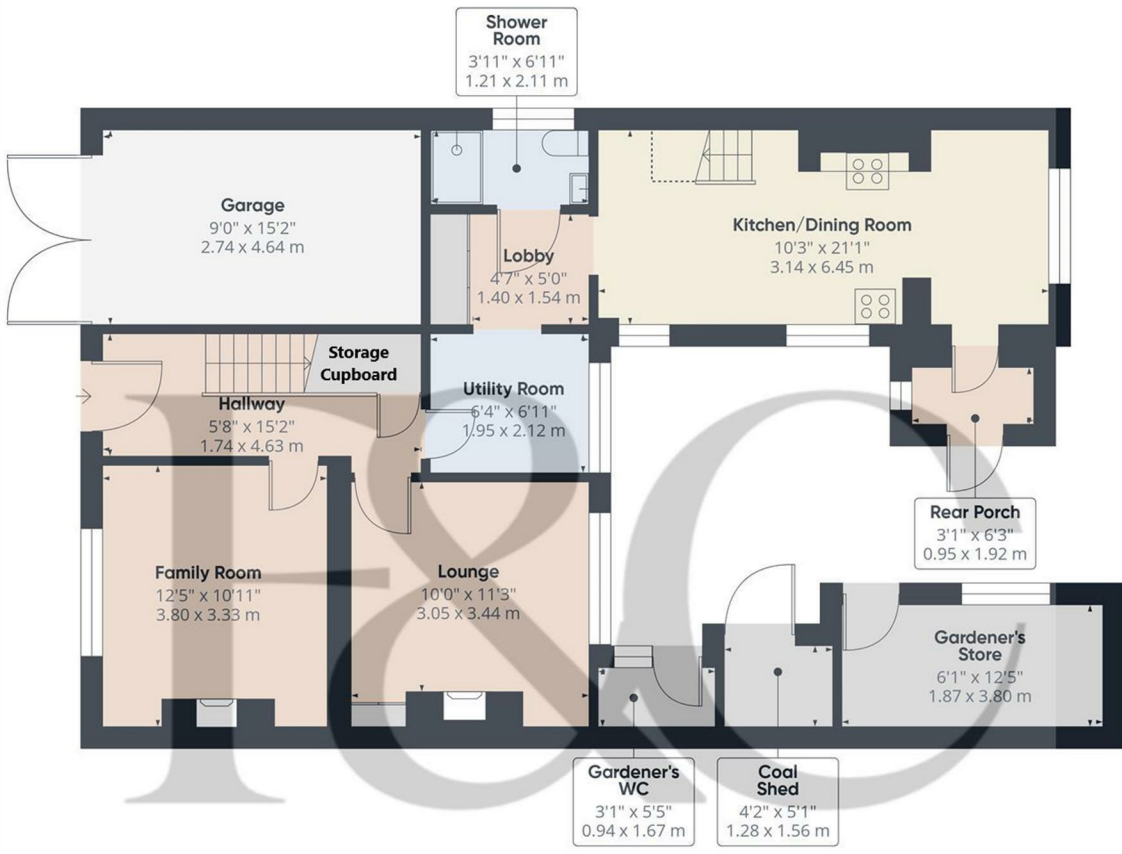 Shower
Room
3'11" x 6'11"
1.21 x 2.11 m
Garage
9'0" x 15'2"
2.74 x 4.64 m
Kitchen/Dining Room
10'3" x 21'1"
3.14 x 6.45 m
Lobby
4'7" x 5'0"
1.40 x 1.54 m
Storage
Cupboard
Hallway
5'8" x 15'2"
1.74 x 4.63 m
Utility Room
6'4" x 6'11"
1.95 x 2.12 m
Rear Porch
3'1" x 6'3"
0.95 x 1.92 m
Family Room
12'5" x 10'11"
3.80 x 3.33 m
Lounge
10'0" x 11'3"
3.05 x 3.44 m
Gardener's
Store
6'1" x 12'5"
1.87 x 3.80 m
Gardener's
WC
3'1" x 5'5"
0.94 x 1.67 m
Coal
Shed
4'2" x 5'1"
1.28 x 1.56 m
F&C